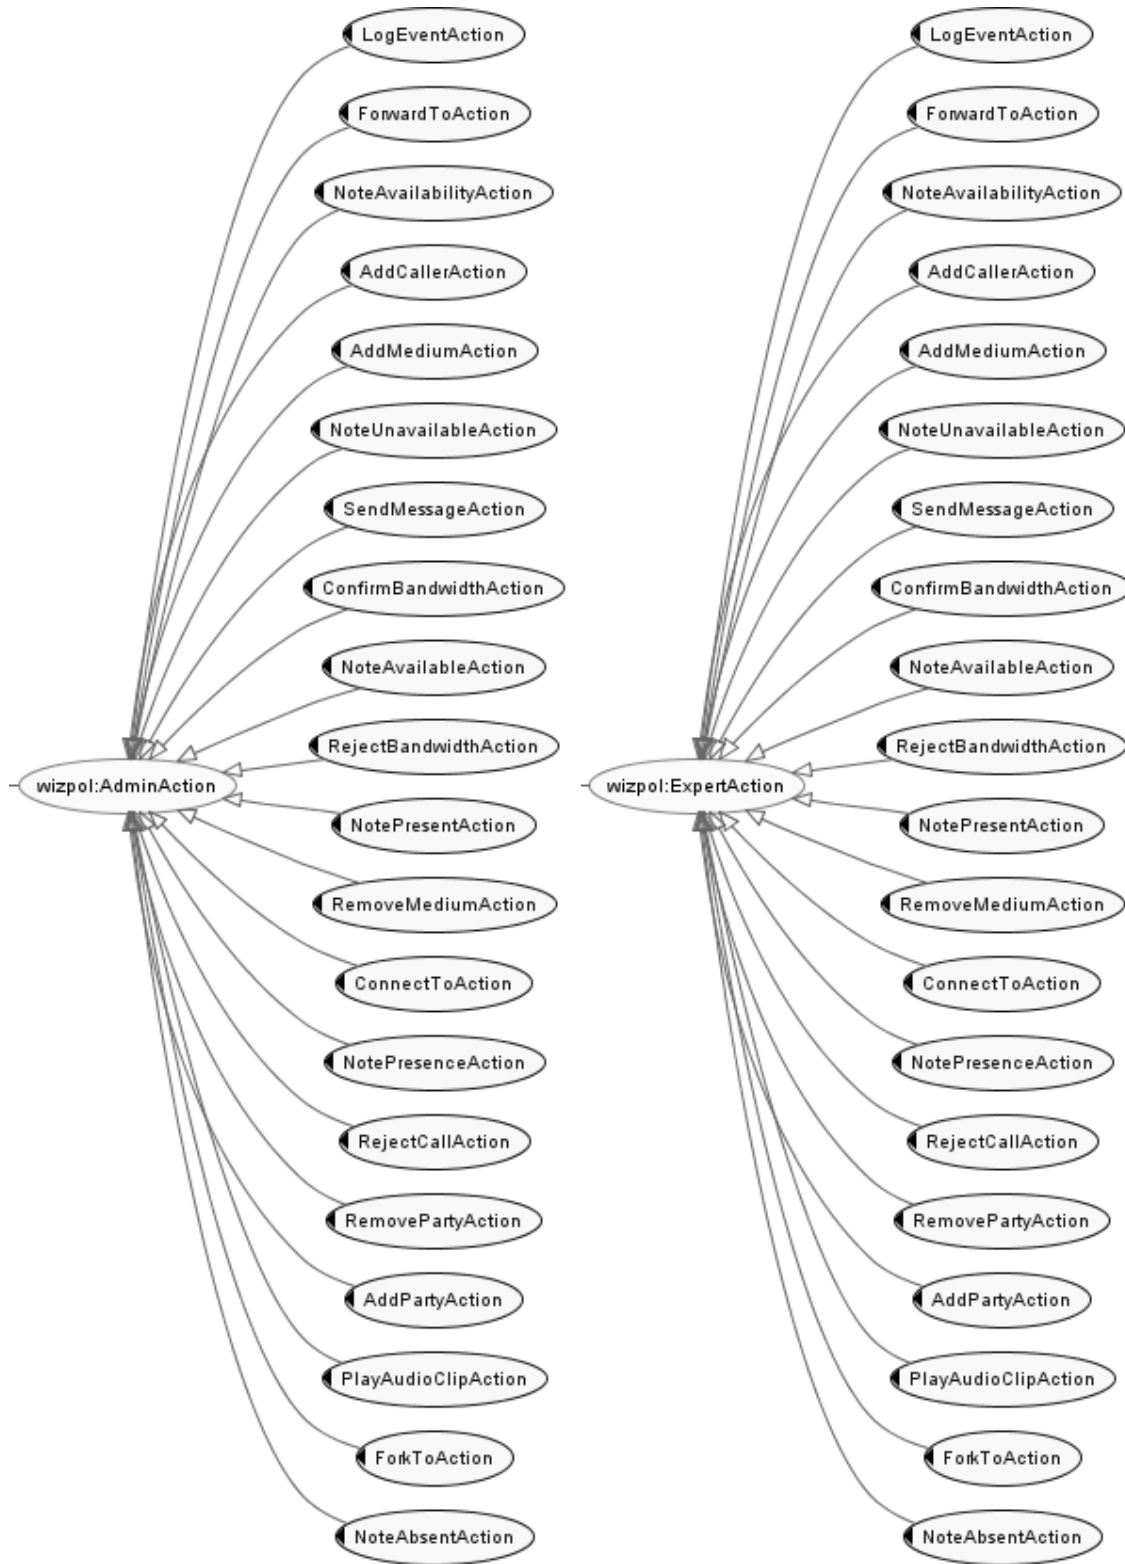 LogEventAction
ForwardToAction
NoteAvailabilityAction
AddCallerAction
AddMediumAction
NoteUnavailableAction
SendMessageAction
ConfirmBandwidthAction
NoteAvailableAction
RejectBandwidthAction
wizpol:AdminAction
NotePresentAction
RemoveMediumAction
ConnectToAction
NotePresenceAction
RejectCallAction
RemovePartyAction
AddPartyAction
PlayAudioClipAction
ForkToAction
NoteAbsentAction
LogEventAction
ForwardToAction
NoteAvailabilityAction
AddCallerAction
AddMediumAction
NoteUnavailableAction
SendMessageAction
ConfirmBandwidthAction
NoteAvailableAction
RejectBandwidthAction
wizpol:ExpertAction
NotePresentAction
RemoveMediumAction
ConnectToAction
NotePresenceAction
RejectCallAction
RemovePartyAction
AddPartyAction
PlayAudioClipAction
ForkToAction
NoteAbsentAction